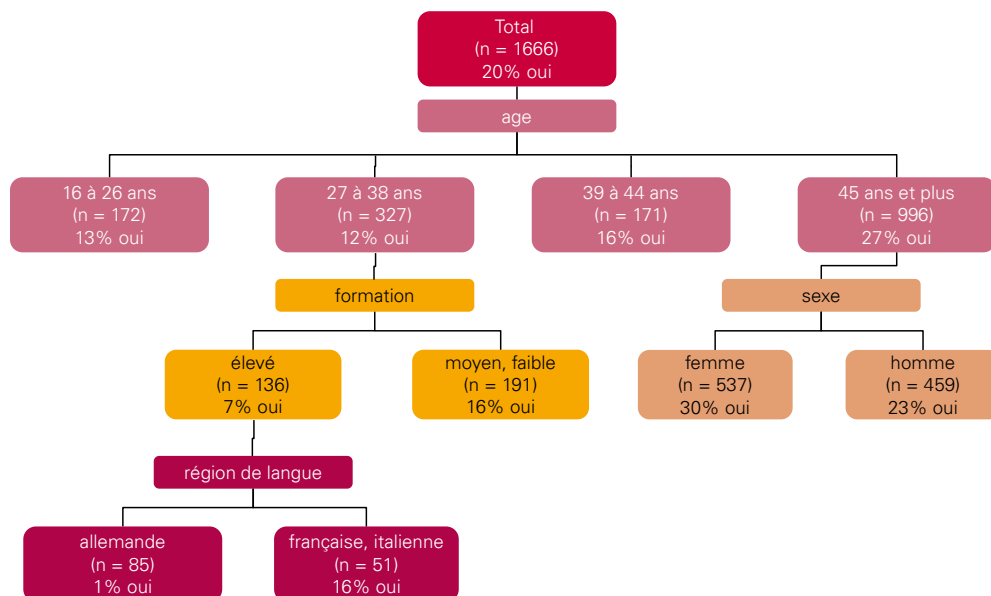 Total
(n = 1666)
20% oui
age
16 à 26 ans
(n = 172)
13% oui
27 à 38 ans
(n = 327)
12% oui
39 à 44 ans
(n = 171)
16% oui
45 ans et plus
(n = 996)
27% oui
formation
sexe
élevé
(n = 136)
7% oui
moyen, faible
(n = 191)
16% oui
femme
(n = 537)
30% oui
homme
(n = 459)
23% oui
région de langue
allemande
(n = 85)
1% oui
française, italienne
(n = 51)
16% oui